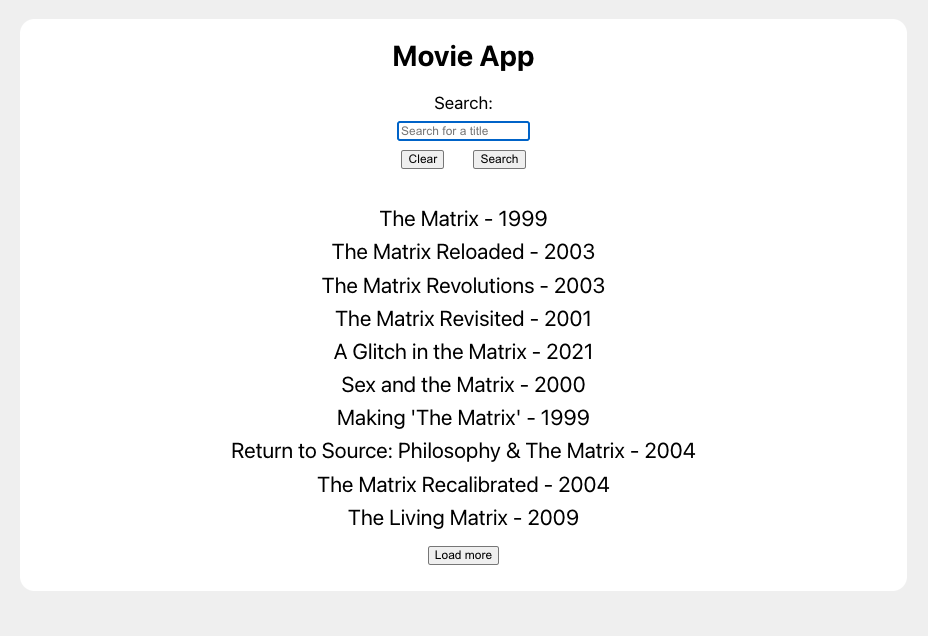 Movie App
Search:
Search for a title
Clear Search
The Matrix - 1999
The Matrix Reloaded - 2003
The Matrix Revolutions - 2003
The Matrix Revisited - 2001
A Glitch in the Matrix - 2021
Sex and the Matrix - 2000
Making 'The Matrix' - 1999
Return to Source: Philosophy & The Matrix - 2004
The Matrix Recalibrated - 2004
The Living Matrix - 2009
Load more